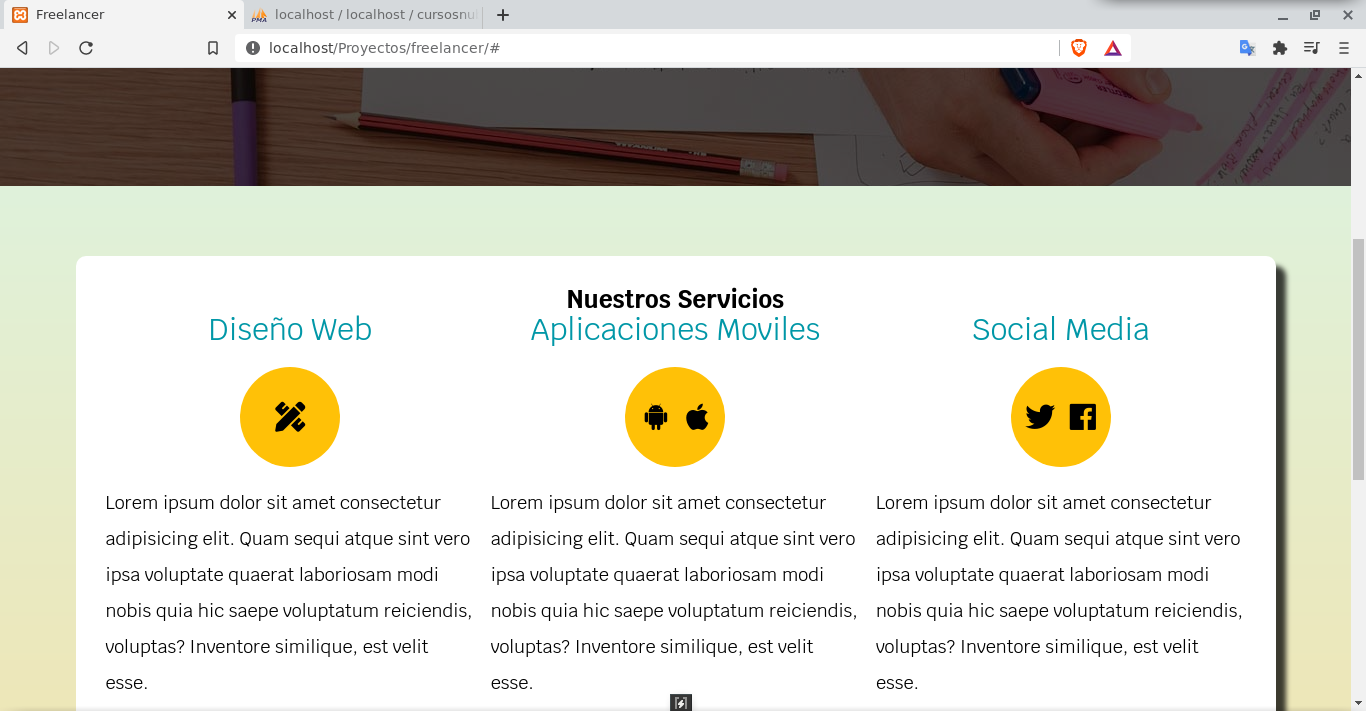 Freelancer
localhost / localhost / cursosnu
localhost/Proyectos/freelancer/#
TITANIUM
Nuestros Servicios
Diseño Web
Aplicaciones Moviles
Social Media
Lorem ipsum dolor sit amet consectetur
adipisicing elit. Quam sequi atque sint vero
ipsa voluptate quaerat laboriosam modi
nobis quia hic saepe voluptatum reiciendis,
voluptas? Inventore similique, est velit
esse.
Lorem ipsum dolor sit amet consectetur
adipisicing elit. Quam sequi atque sint vero
ipsa voluptate quaerat laboriosam modi
nobis quia hic saepe voluptatum reiciendis,
voluptas? Inventore similique, est velit
esse.
Lorem ipsum dolor sit amet consectetur
adipisicing elit. Quam sequi atque sint vero
ipsa voluptate quaerat laboriosam modi
nobis quia hic saepe voluptatum reiciendis,
voluptas? Inventore similique, est velit
esse.